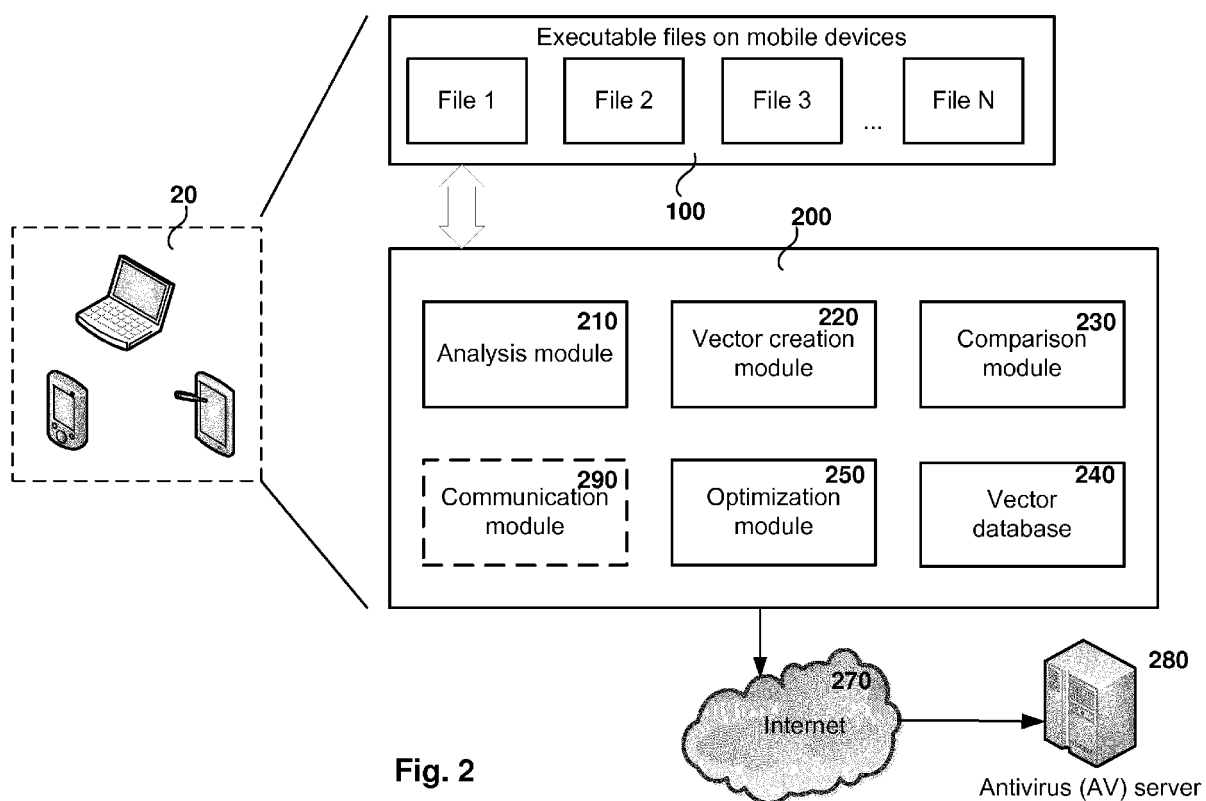 Executable files on mobile devices
File 1
File 2
File 3
...
File N
100
20
200
210
Analysis module
220
Vector creation
module
230
Comparison
module
290
Communication
module
250
Optimization
module
240
Vector
database
270
Internet
280
Antivirus (AV) server
Fig. 2